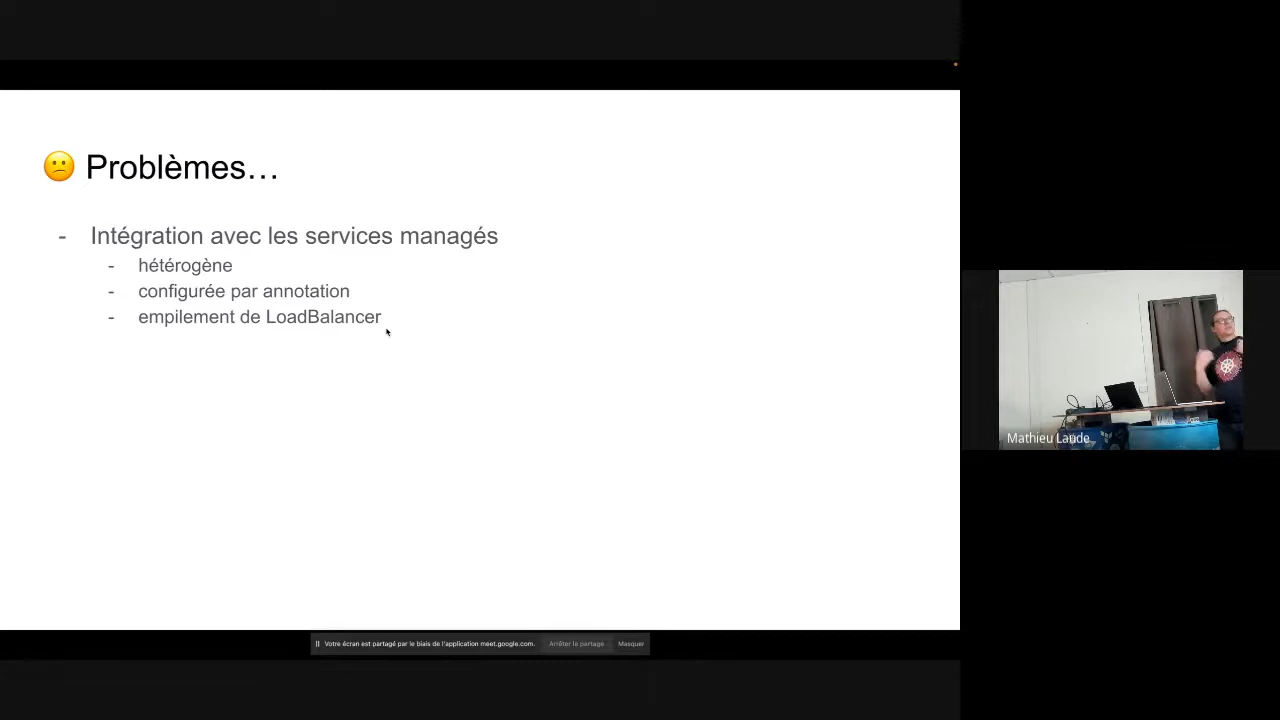 Problèmes…
- Intégration avec les services managés
- hétérogène
- configurée par annotation
- empilement de LoadBalancer
Mathieu Laude
Votre écran est partagé par le biais de l'application meet.google.com.
Arrêter le partage
Masquer